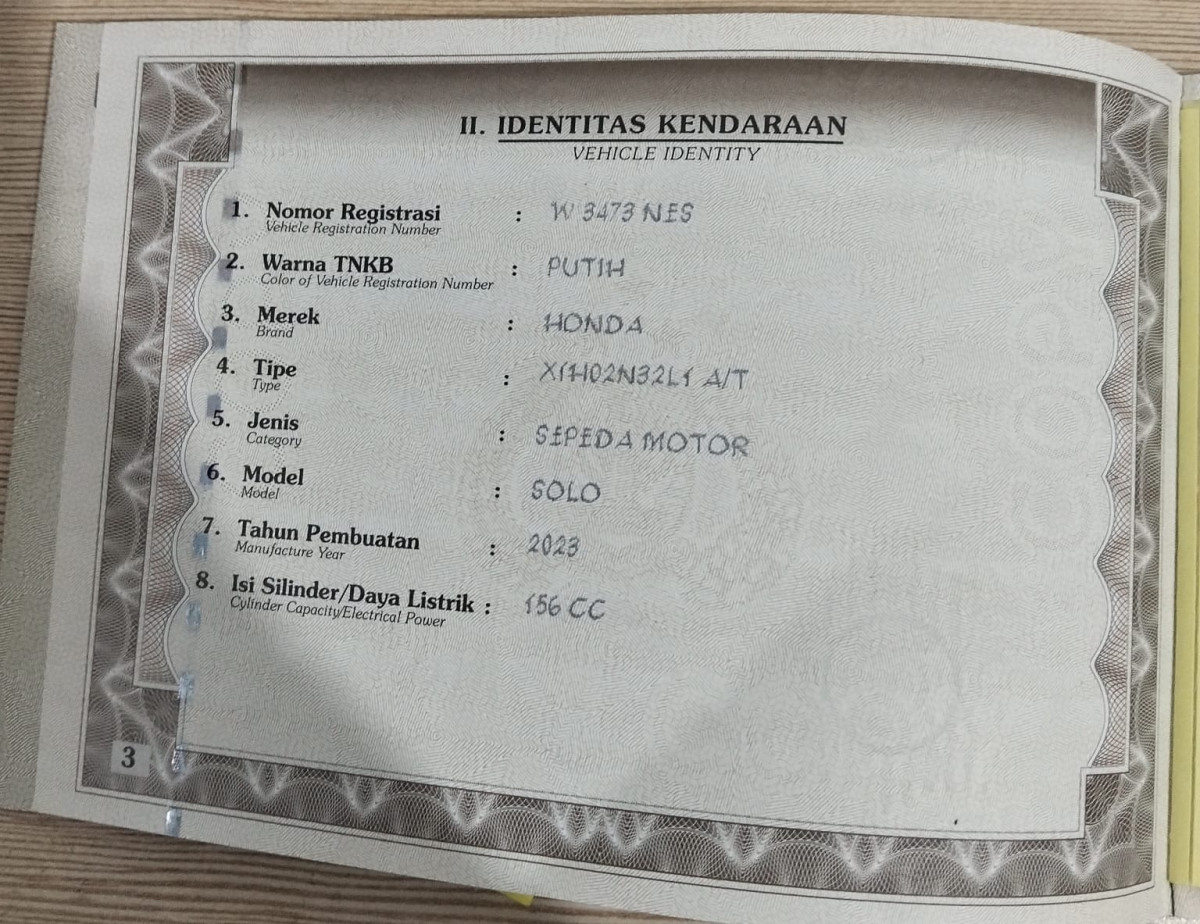 II. IDENTITAS KENDARAAN
VEHICLE IDENTITY
1. Nomor Registrasi : W 3473 NES
Vehicle Registration Number
2. Warna TNKB : PUTIH
Color of Vehicle Registration Number
3. Merek : HONDA
Brand
4. Tipe : X1H02N32L1 A/T
Type
5. Jenis : SEPEDA MOTOR
Category
6. Model : SOLO
Model
7. Tahun Pembuatan : 2023
Manufacture Year
8. Isi Silinder/Daya Listrik : 156 CC
Cylinder Capacity/Electrical Power
3